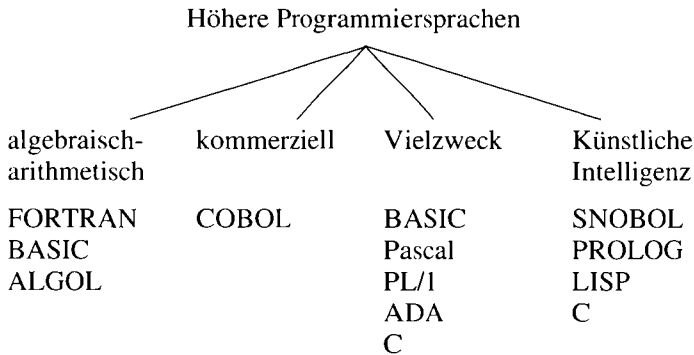 Höhere Programmiersprachen
algebraisch-
arithmetisch
FORTRAN
BASIC
ALGOL
kommerziell
COBOL
Vielzweck
BASIC
Pascal
PL/1
ADA
C
Künstliche
Intelligenz
SNOBOL
PROLOG
LISP
C